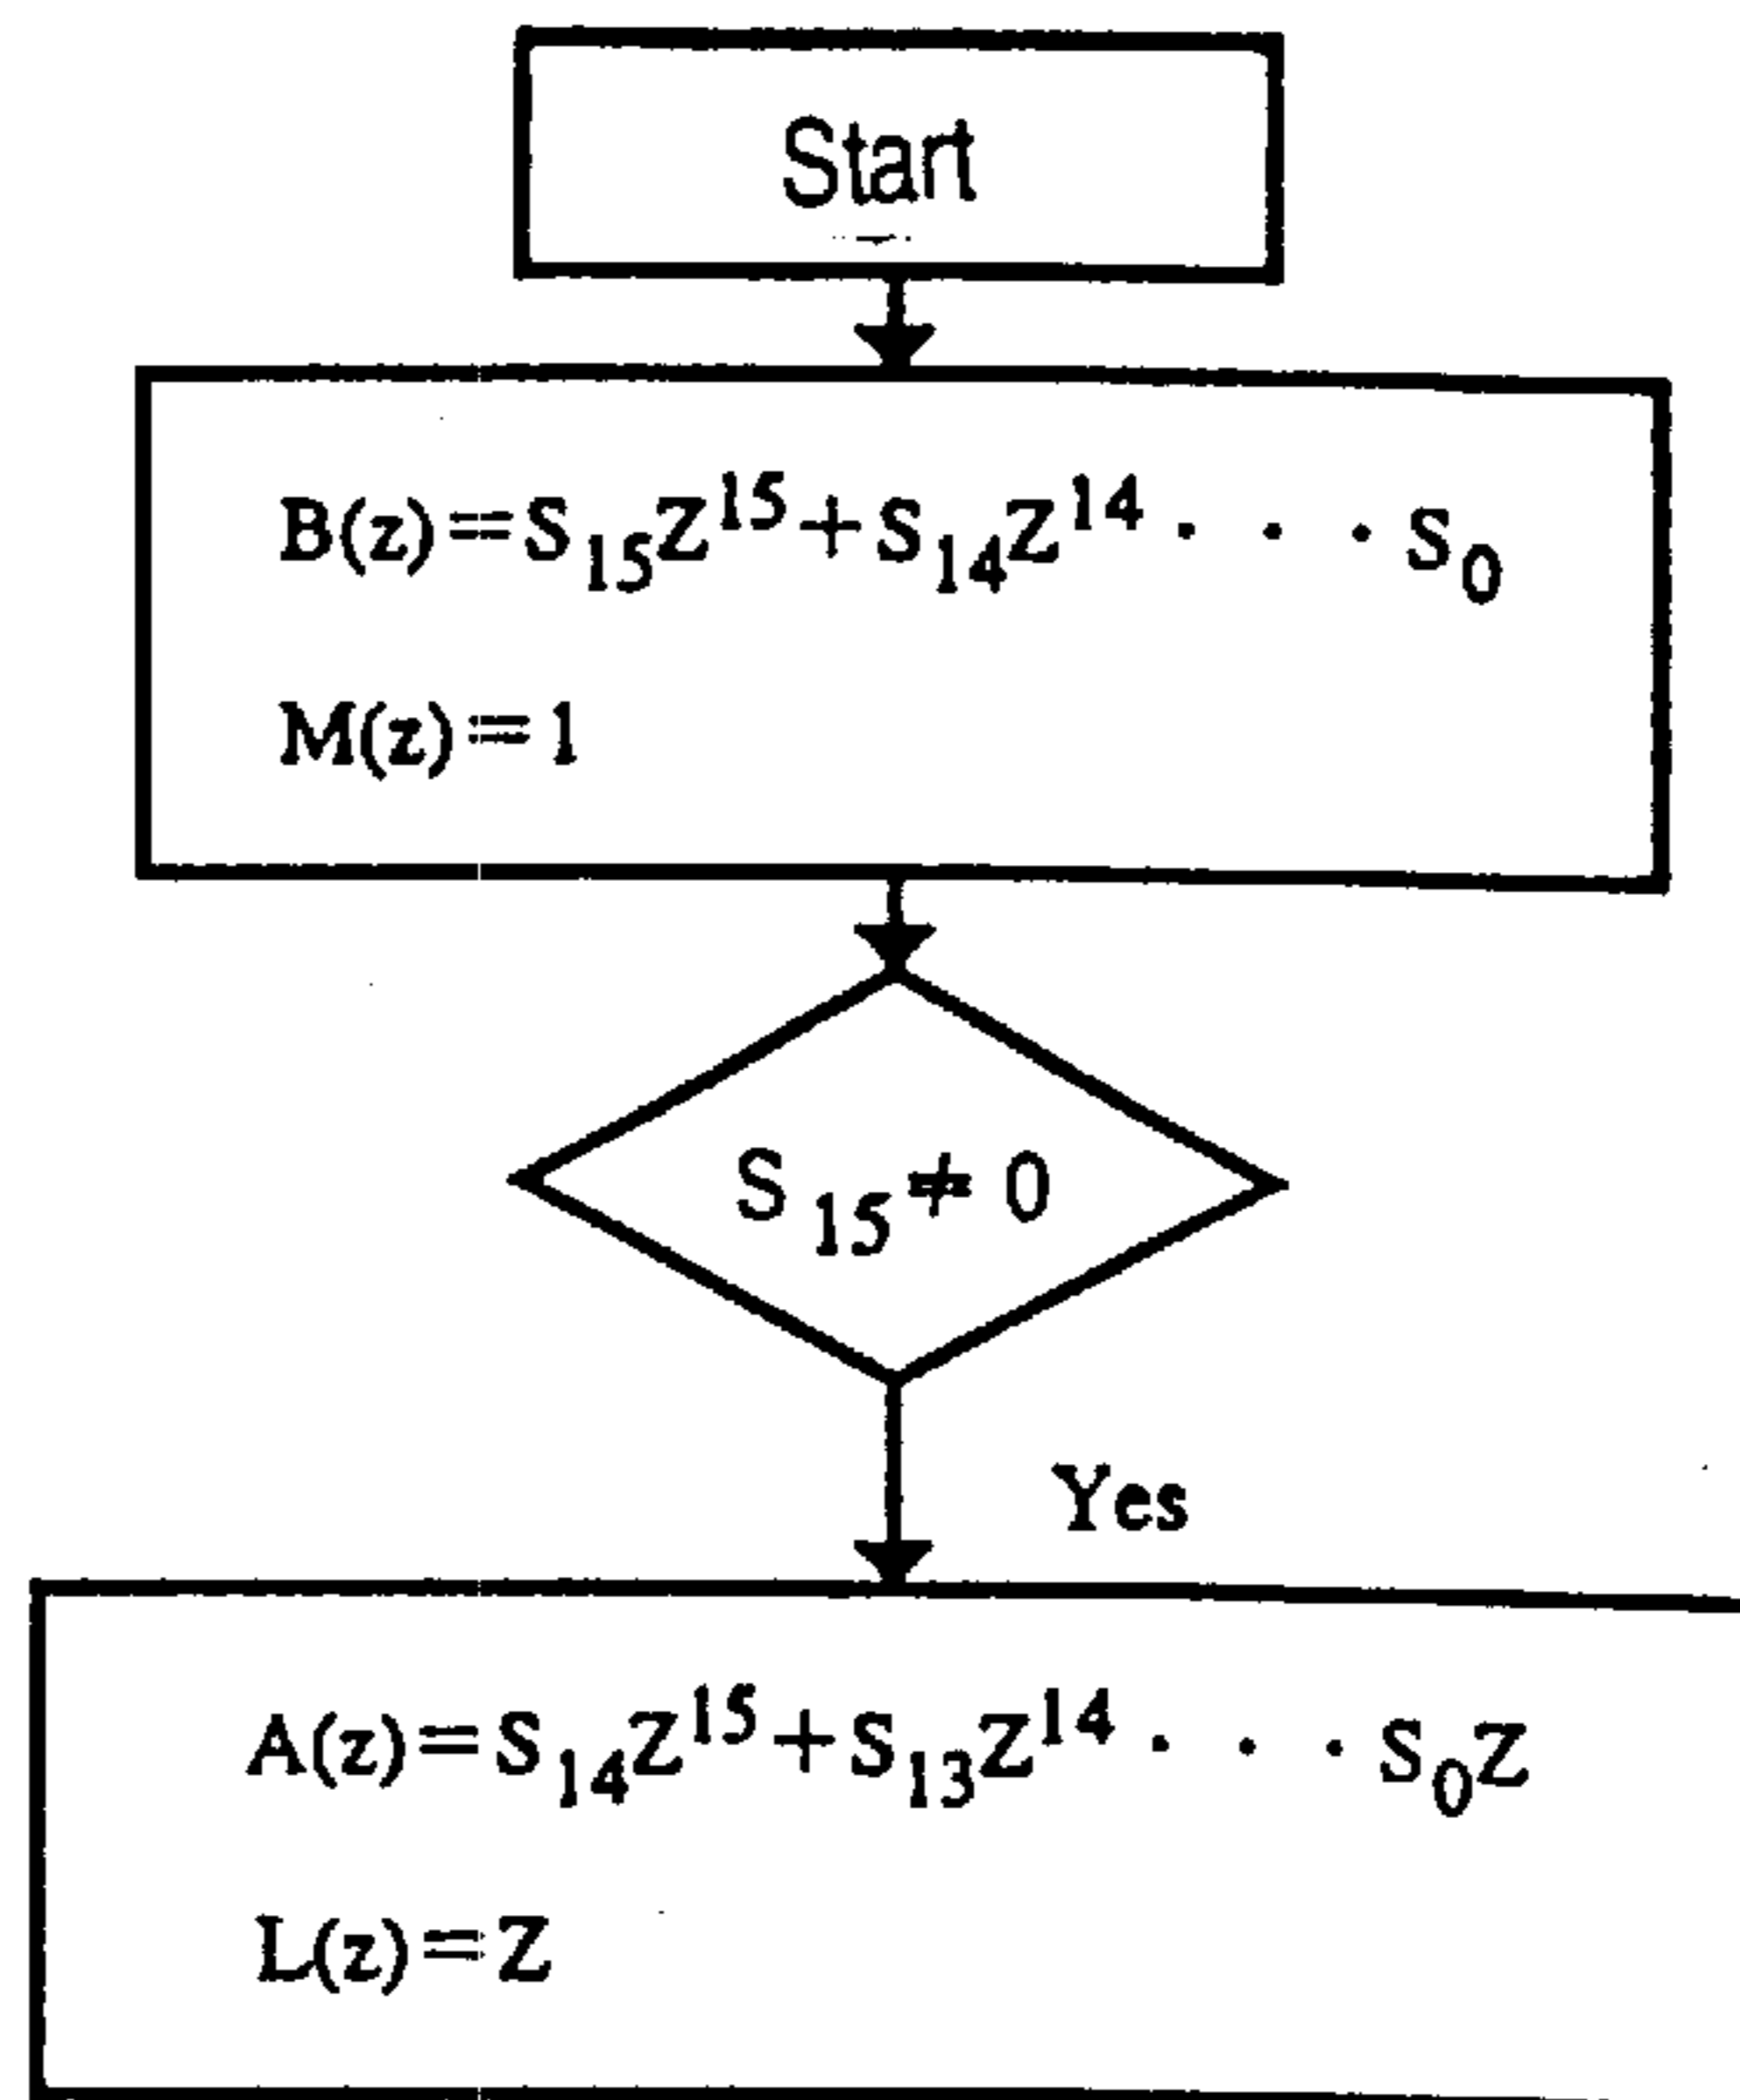 Start
B(z)=S₁₅Z¹⁵+S₁₄Z¹⁴· · · S₀
M(z)=1
S₁₅≠ 0
Yes
A(z)=S₁₄Z¹⁵+S₁₃Z¹⁴· · · S₀Z
L(z)=Z